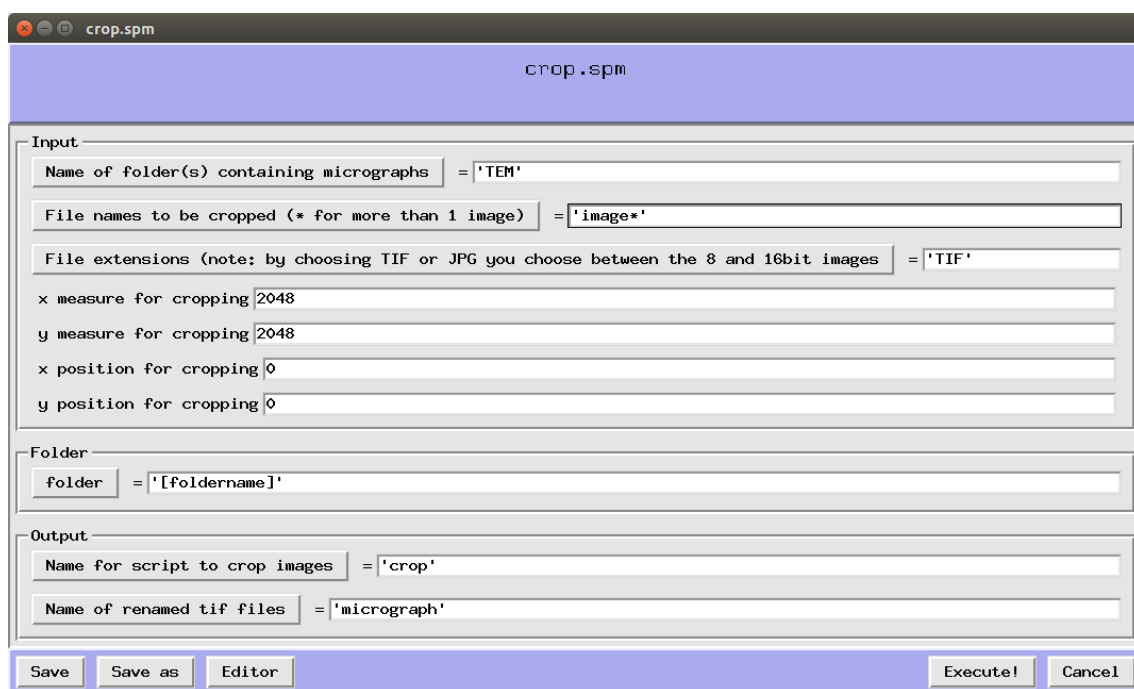 crop.spm
crop.spm
Input
Name of folder(s) containing micrographs = 'TEM'
File names to be cropped (* for more than 1 image) = 'image*'
File extensions (note: by choosing TIF or JPG you choose between the 8 and 16bit images = 'TIF'
x measure for cropping 2048
y measure for cropping 2048
x position for cropping 0
y position for cropping 0
Folder
folder = '[foldername]'
Output
Name for script to crop images = 'crop'
Name of renamed tif files = 'micrograph'
Save Save as Editor Execute! Cancel